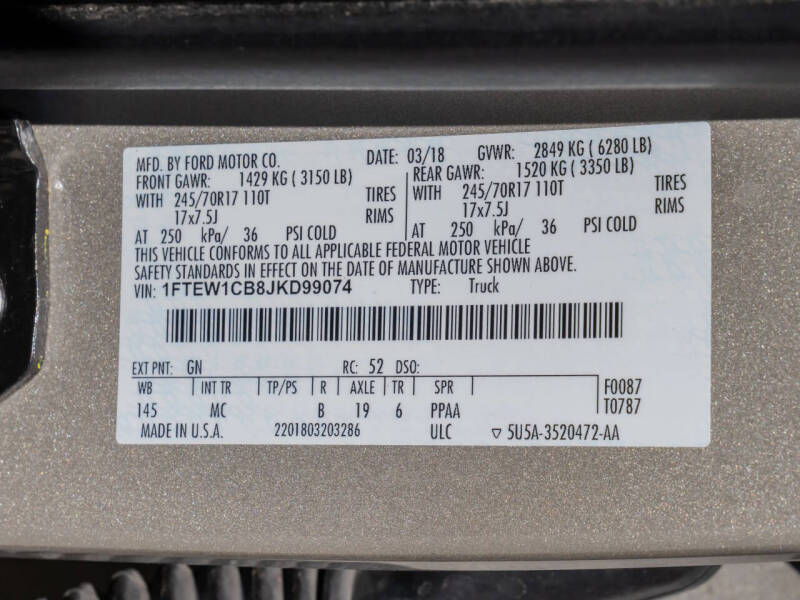 MFD. BY FORD MOTOR CO. DATE: 03/18 GVWR: 2849 KG ( 6280 LB)
FRONT GAWR: 1429 KG ( 3150 LB) REAR GAWR: 1520 KG ( 3350 LB)
WITH 245/70R17 110T TIRES WITH 245/70R17 110T TIRES
17x7.5J RIMS 17x7.5J RIMS
AT 250 kPa/ 36 PSI COLD AT 250 kPa/ 36 PSI COLD
THIS VEHICLE CONFORMS TO ALL APPLICABLE FEDERAL MOTOR VEHICLE
SAFETY STANDARDS IN EFFECT ON THE DATE OF MANUFACTURE SHOWN ABOVE.
VIN: 1FTEW1CB8JKD99074 TYPE: Truck
EXT PNT: GN RC: 52 DSO:
WB INT TR TP/PS R AXLE TR SPR F0087
145 MC B 19 6 PPAA T0787
MADE IN U.S.A. 2201803203286 ULC ▽ 5U5A-3520472-AA